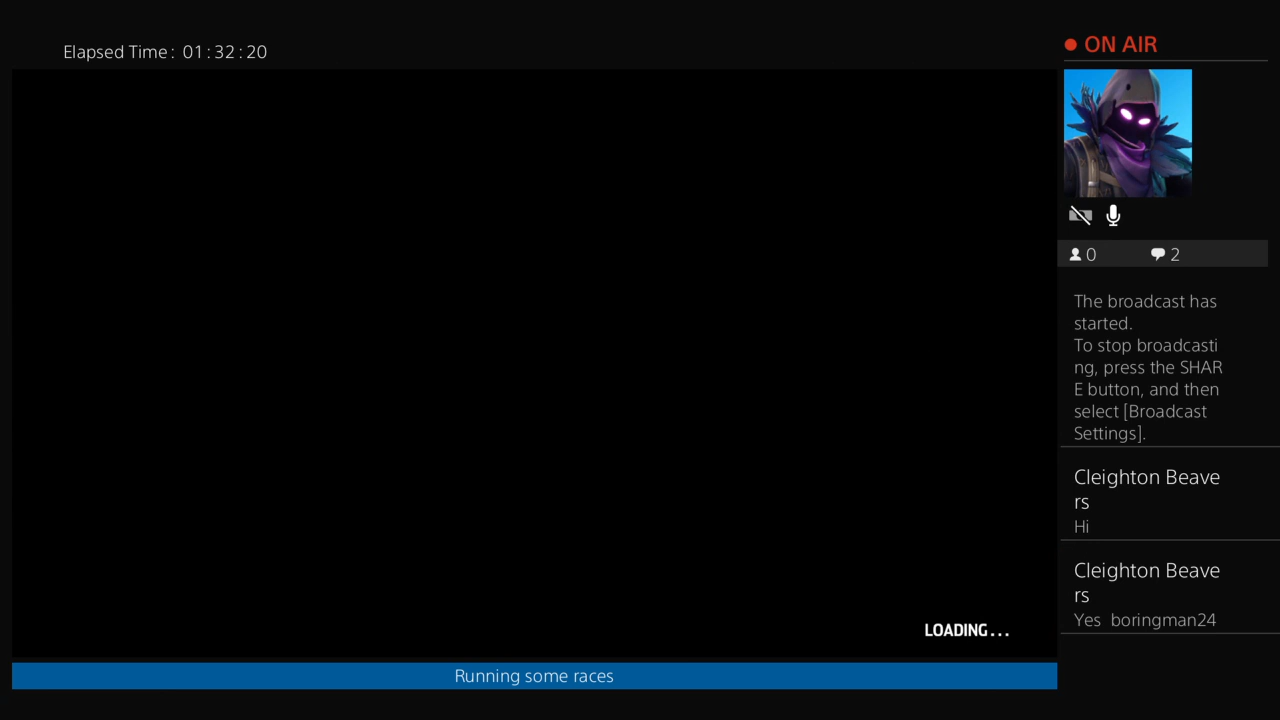 Elapsed Time: 01:32:20
ON AIR
0 2
The broadcast has
started.
To stop broadcasti
ng, press the SHAR
E button, and then
select [Broadcast
Settings].
Cleighton Beave
rs
Hi
Cleighton Beave
rs
Yes boringman24
LOADING...
Running some races